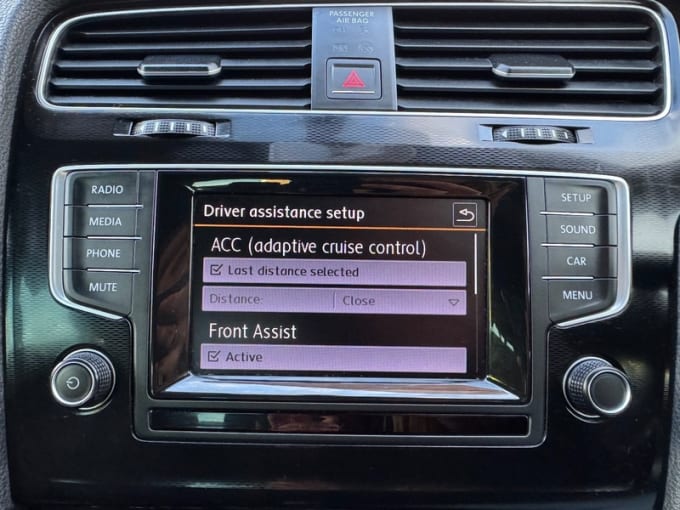 PASSENGER
AIR BAG
RADIO
MEDIA
PHONE
MUTE
Driver assistance setup
ACC (adaptive cruise control)
Last distance selected
Distance: Close
Front Assist
Active
SETUP
SOUND
CAR
MENU